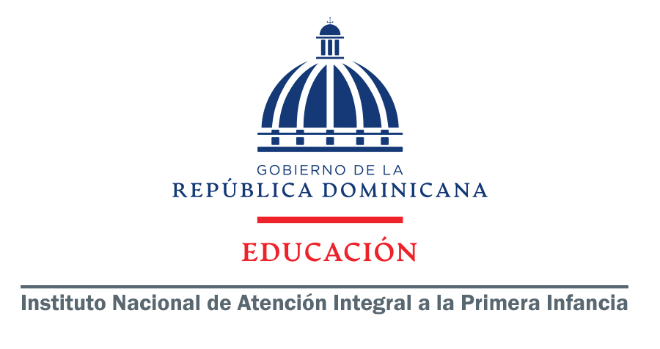 GOBIERNO DE LA
REPÚBLICA DOMINICANA
EDUCACIÓN
Instituto Nacional de Atención Integral a la Primera Infancia